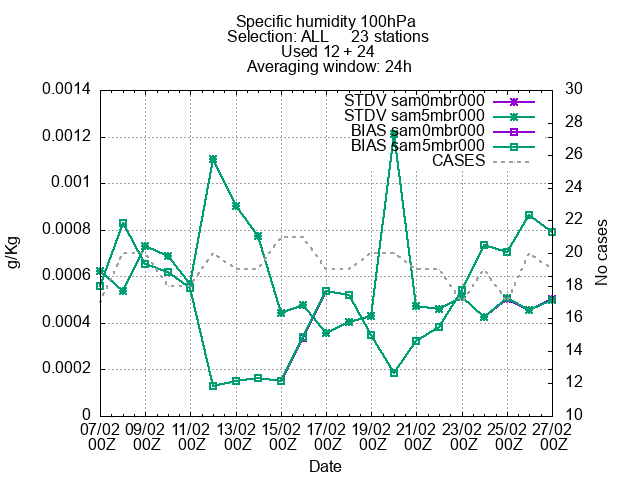 Specific humidity 100hPa
Selection: ALL 23 stations
Used 12 + 24
Averaging window: 24h
STDV sam0mbr000
STDV sam5mbr000
BIAS sam0mbr000
BIAS sam5mbr000
CASES
g/Kg
0.0014
0.0012
0.001
0.0008
0.0006
0.0004
0.0002
0
No cases
30
28
26
24
22
20
18
16
14
12
10
07/02 09/02 11/02 13/02 15/02 17/02 19/02 21/02 23/02 25/02 27/02
00Z 00Z 00Z 00Z 00Z 00Z 00Z 00Z 00Z 00Z 00Z
Date